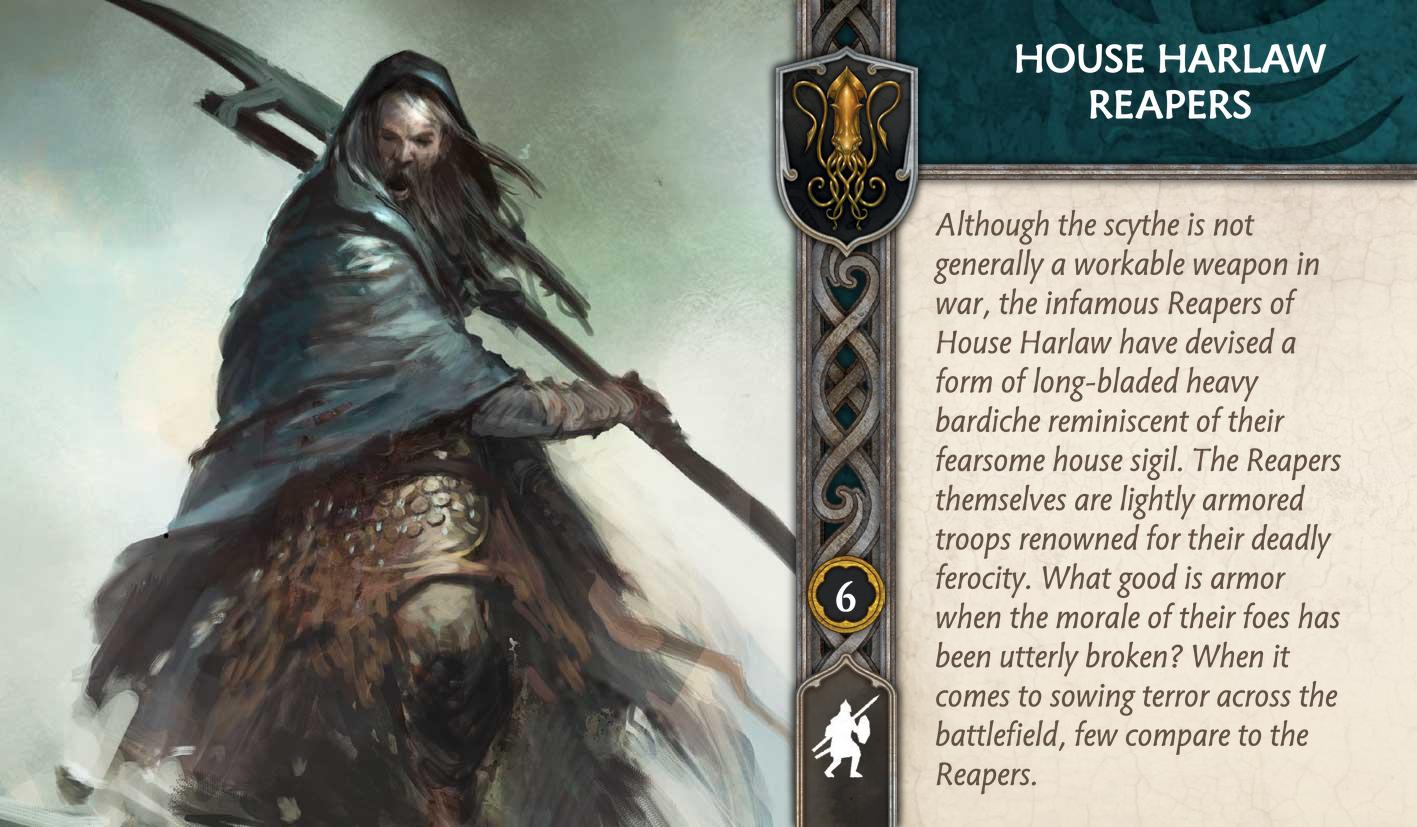 HOUSE HARLAW
REAPERS
Although the scythe is not
generally a workable weapon in
war, the infamous Reapers of
House Harlaw have devised a
form of long-bladed heavy
bardiche reminiscent of their
fearsome house sigil. The Reapers
themselves are lightly armored
troops renowned for their deadly
ferocity. What good is armor
when the morale of their foes has
been utterly broken? When it
comes to sowing terror across the
battlefield, few compare to the
Reapers.
6